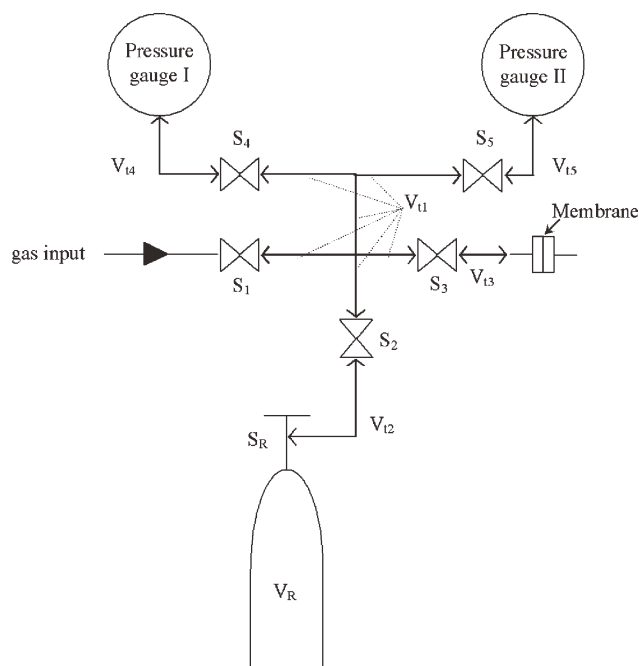 Pressure
gauge I
Pressure
gauge II
S4
S5
Vt4
Vt5
Vt1
Membrane
gas input
S1
S3
Vt3
S2
Vt2
SR
VR